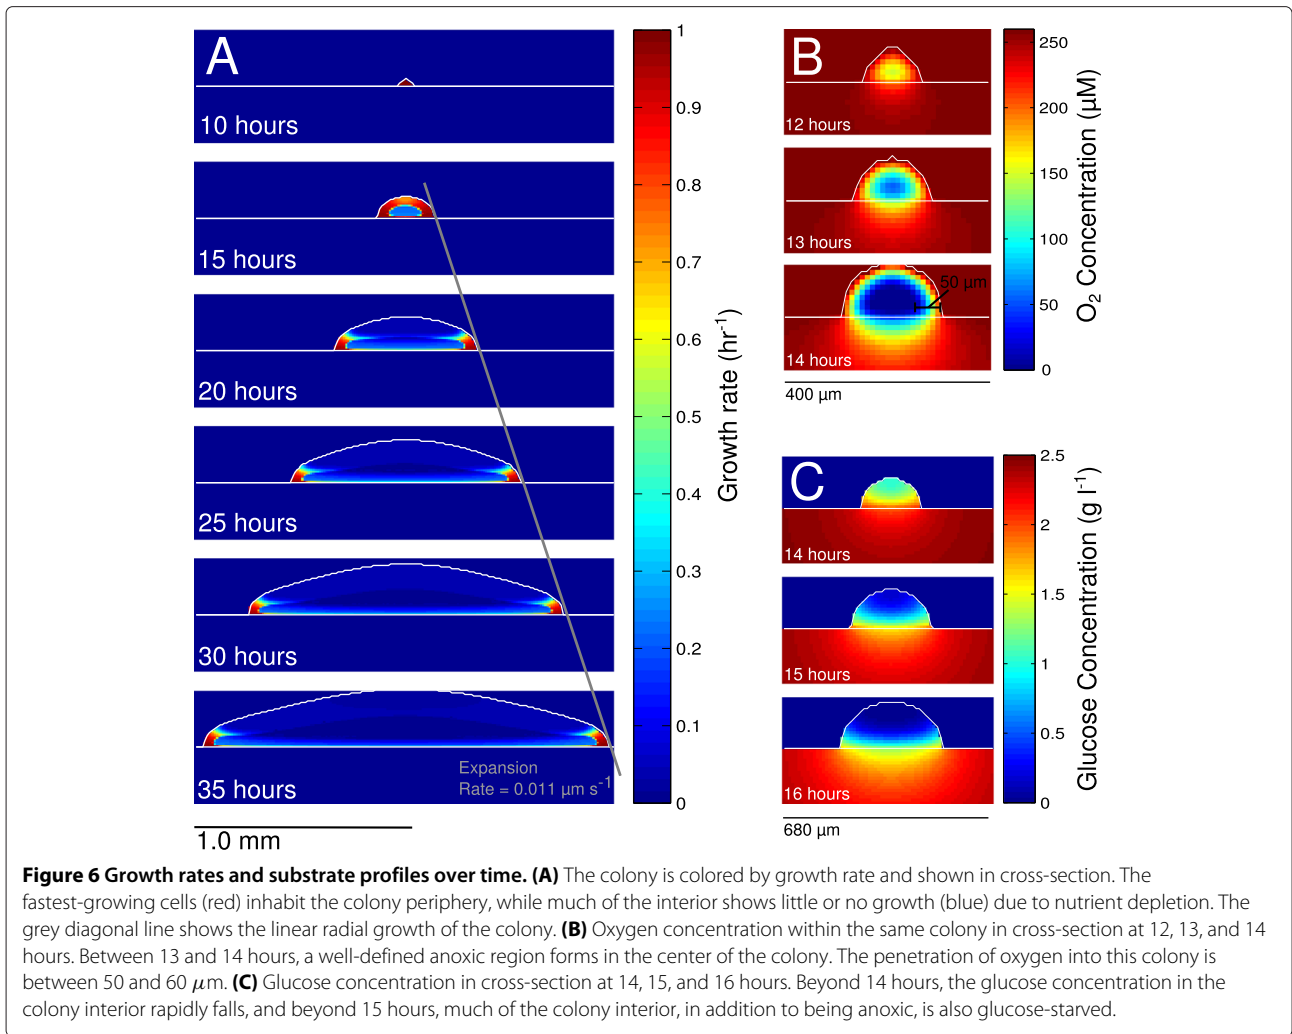 A
10 hours
15 hours
20 hours
25 hours
30 hours
35 hours
Expansion
Rate = 0.011 μm s⁻¹
1.0 mm
1
0.9
0.8
0.7
0.6
0.5
0.4
0.3
0.2
0.1
0
Growth rate (hr⁻¹)
B
12 hours
13 hours
50 μm
14 hours
400 μm
250
200
150
100
50
0
O₂ Concentration (μM)
C
14 hours
15 hours
16 hours
680 μm
2.5
2
1.5
1
0.5
0
Glucose Concentration (g l⁻¹)
Figure 6 Growth rates and substrate profiles over time. (A) The colony is colored by growth rate and shown in cross-section. The
fastest-growing cells (red) inhabit the colony periphery, while much of the interior shows little or no growth (blue) due to nutrient depletion. The
grey diagonal line shows the linear radial growth of the colony. (B) Oxygen concentration within the same colony in cross-section at 12, 13, and 14
hours. Between 13 and 14 hours, a well-defined anoxic region forms in the center of the colony. The penetration of oxygen into this colony is
between 50 and 60 μm. (C) Glucose concentration in cross-section at 14, 15, and 16 hours. Beyond 14 hours, the glucose concentration in the
colony interior rapidly falls, and beyond 15 hours, much of the colony interior, in addition to being anoxic, is also glucose-starved.